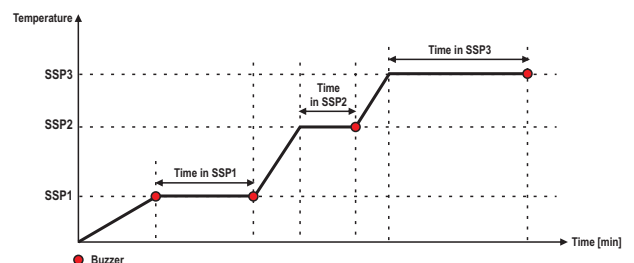 Temperature
Time in SSP3
SSP3
Time
in SSP2
SSP2
Time in SSP1
SSP1
Time [min]
Buzzer